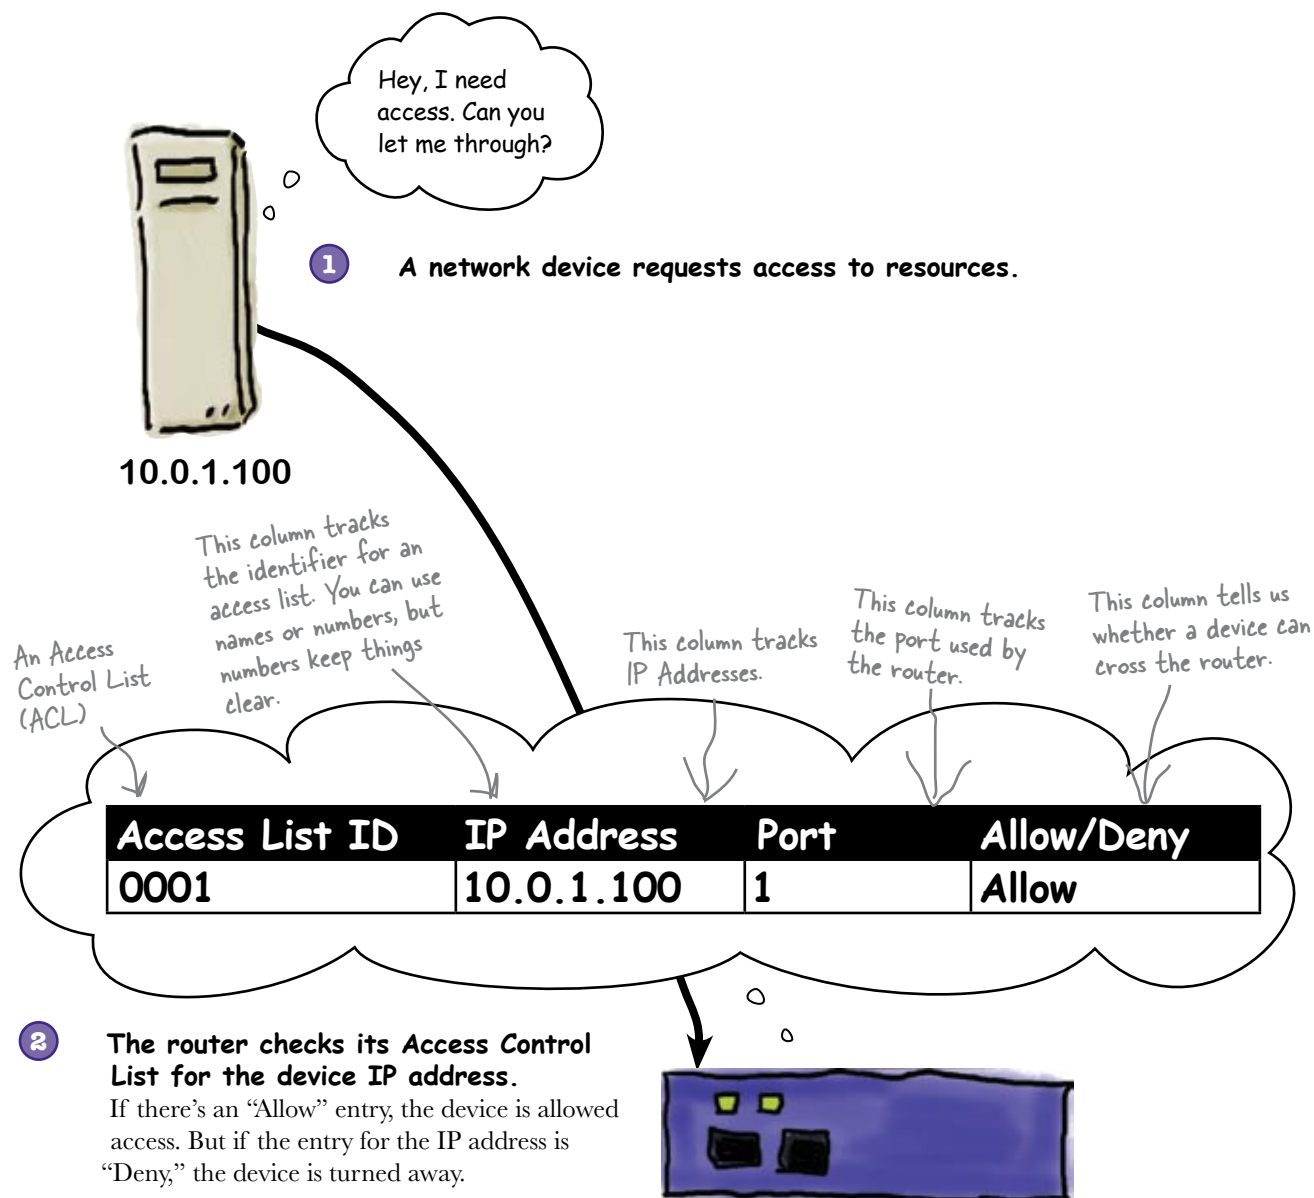 Hey, I need
access. Can you
let me through?
1 A network device requests access to resources.
10.0.1.100
An Access
Control List
(ACL)
This column tracks
the identifier for an
access list. You can use
names or numbers, but
numbers keep things
clear.
This column tracks
IP Addresses.
This column tracks
the port used by
the router.
This column tells us
whether a device can
cross the router.
Access List ID IP Address Port Allow/Deny
0001 10.0.1.100 1 Allow
2 The router checks its Access Control
List for the device IP address.
If there's an “Allow” entry, the device is allowed
access. But if the entry for the IP address is
“Deny,” the device is turned away.